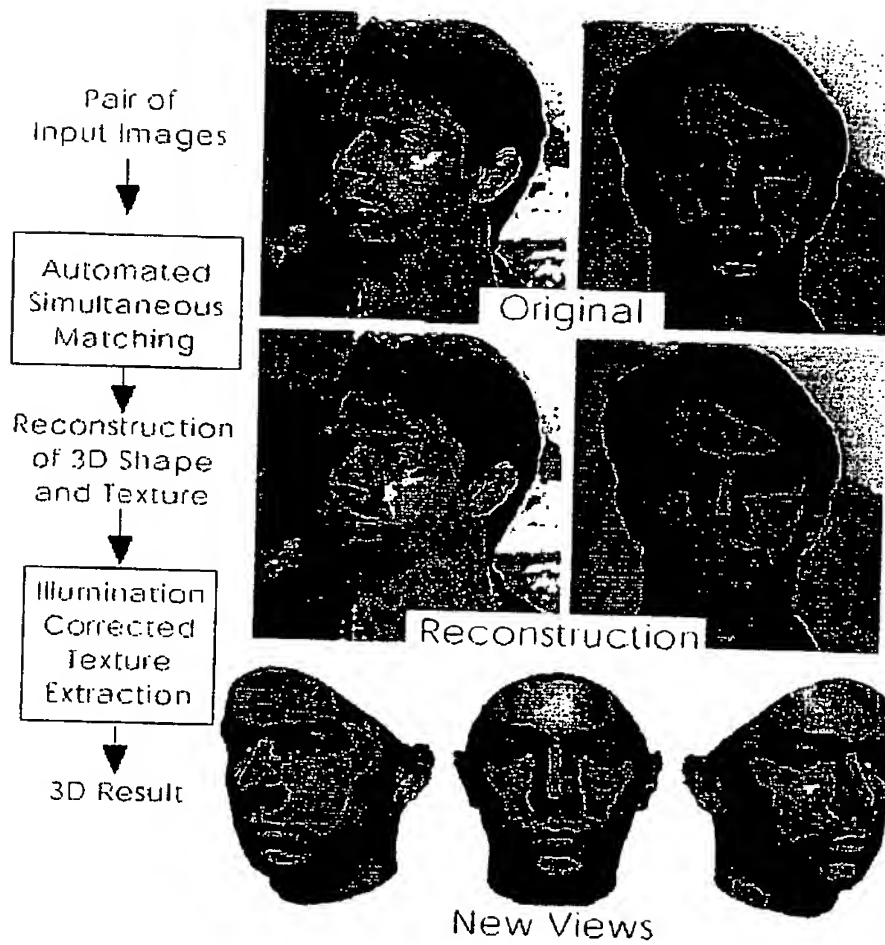 Pair of
Input Images
Automated
Simultaneous
Matching
Reconstruction
of 3D Shape
and Texture
Illumination
Corrected
Texture
Extraction
3D Result
Original
Reconstruction
New Views